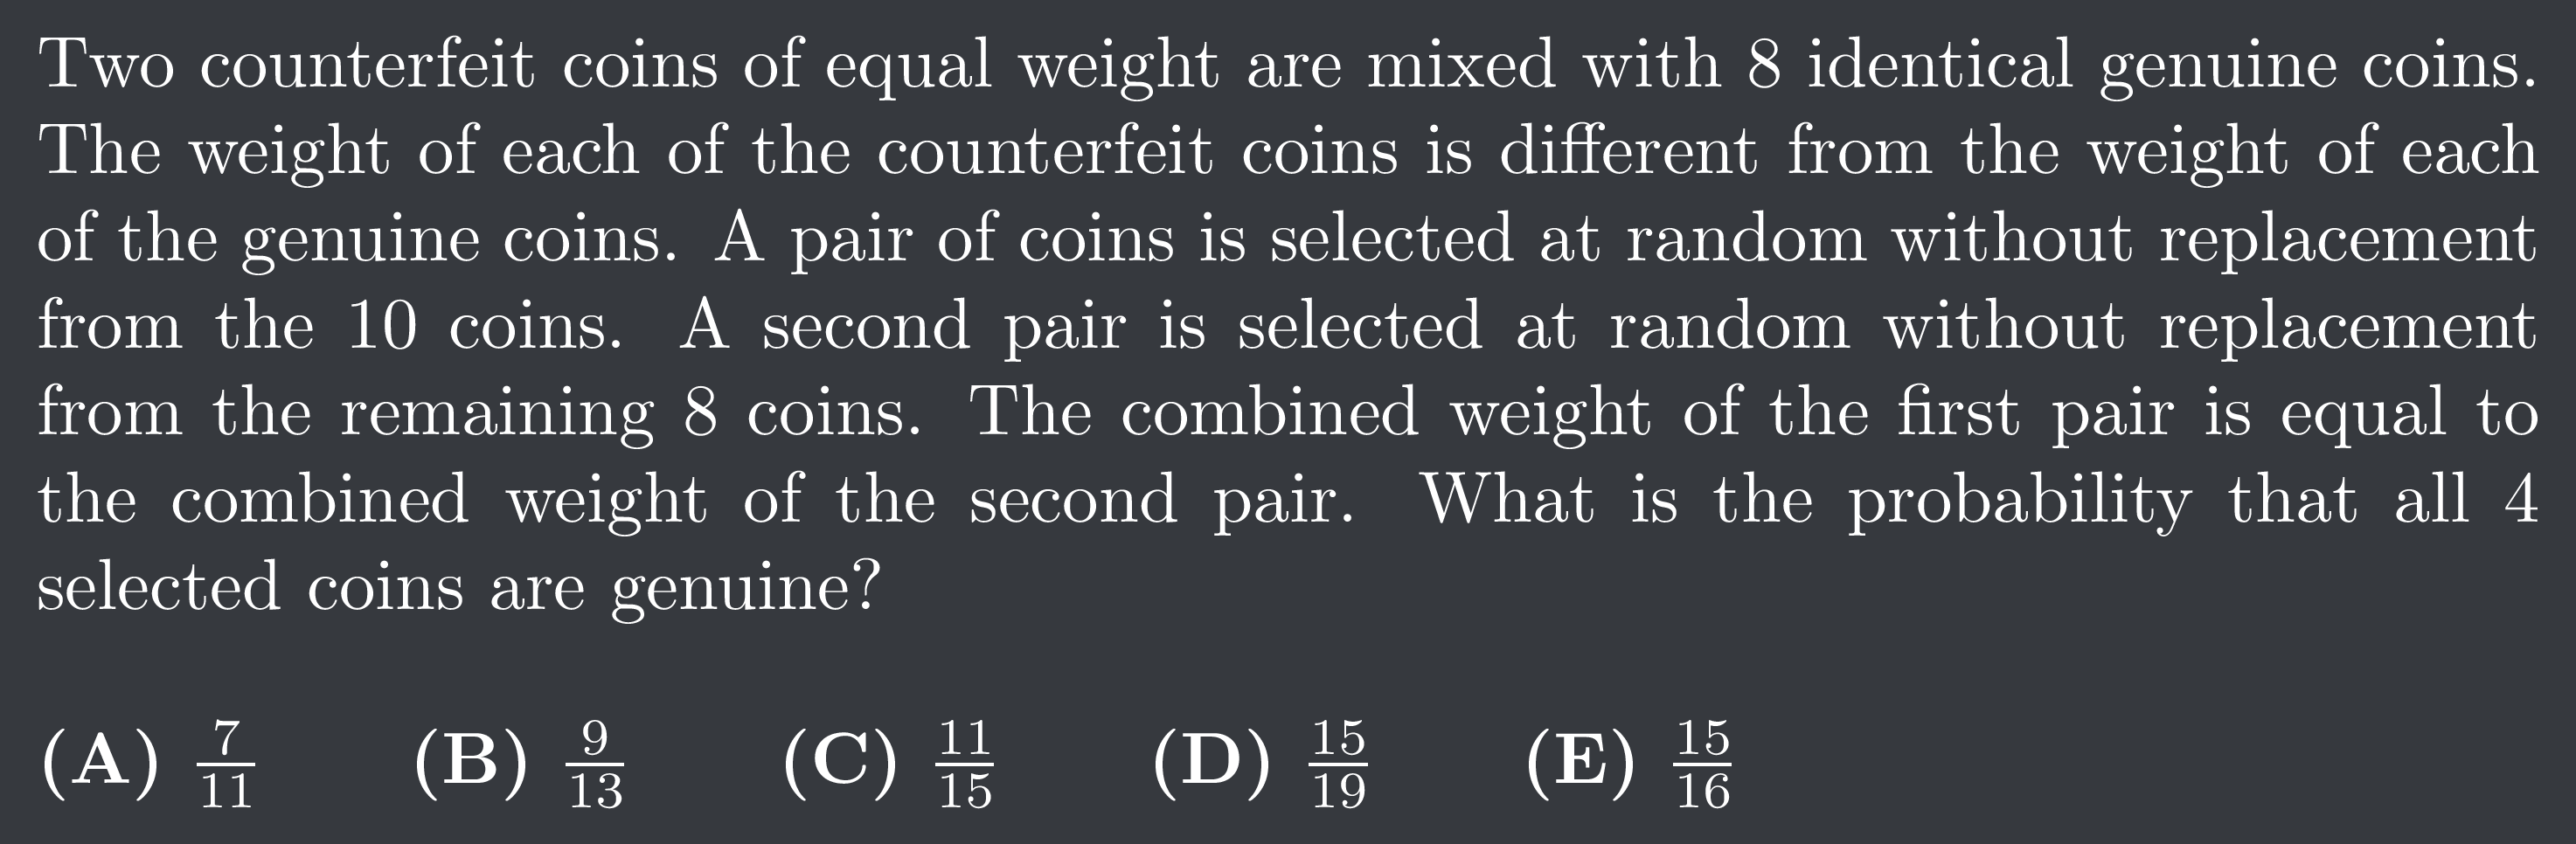 Two counterfeit coins of equal weight are mixed with 8 identical genuine coins.
The weight of each of the counterfeit coins is different from the weight of each
of the genuine coins. A pair of coins is selected at random without replacement
from the 10 coins. A second pair is selected at random without replacement
from the remaining 8 coins. The combined weight of the first pair is equal to
the combined weight of the second pair. What is the probability that all 4
selected coins are genuine?
(A) 7/11 (B) 9/13 (C) 11/15 (D) 15/19 (E) 15/16